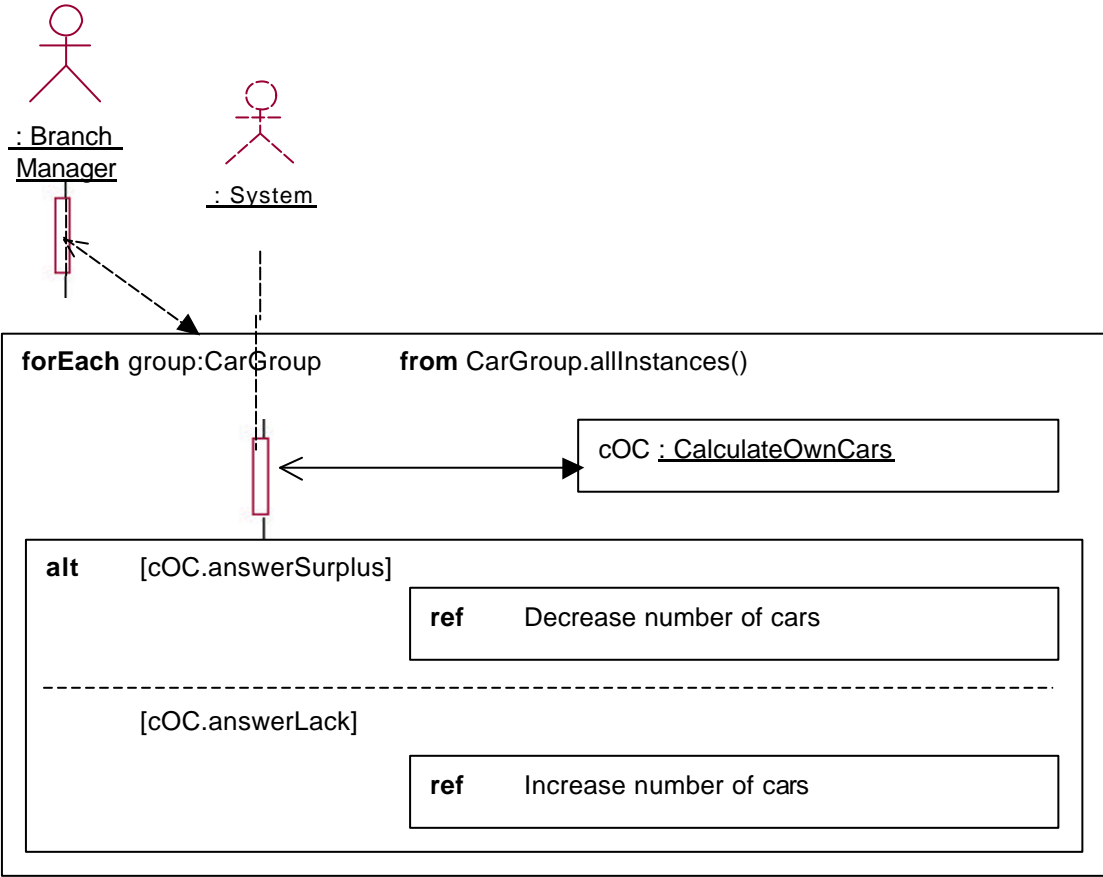 : Branch
Manager
: System
forEach group:CarGroup from CarGroup.allInstances()
cOC : CalculateOwnCars
alt [cOC.answerSurplus]
ref Decrease number of cars
[cOC.answerLack]
ref Increase number of cars